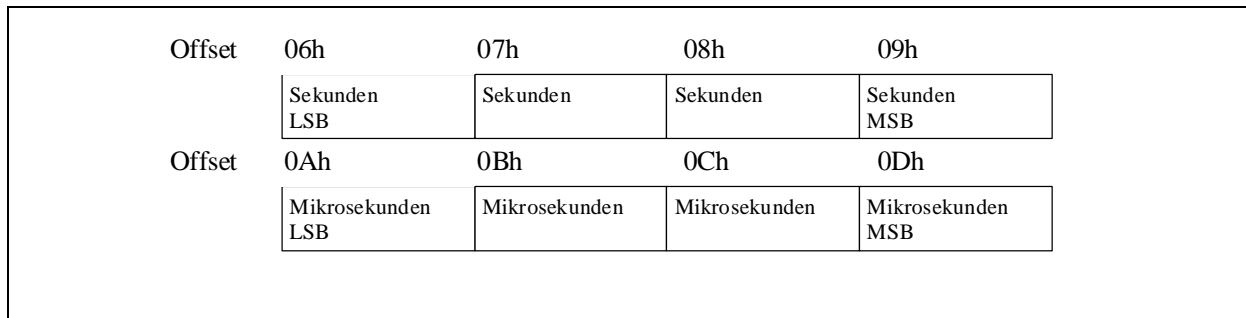 Offset 06h 07h 08h 09h
Sekunden Sekunden Sekunden Sekunden
LSB MSB
Offset 0Ah 0Bh 0Ch 0Dh
Mikrosekunden Mikrosekunden Mikrosekunden Mikrosekunden
LSB MSB